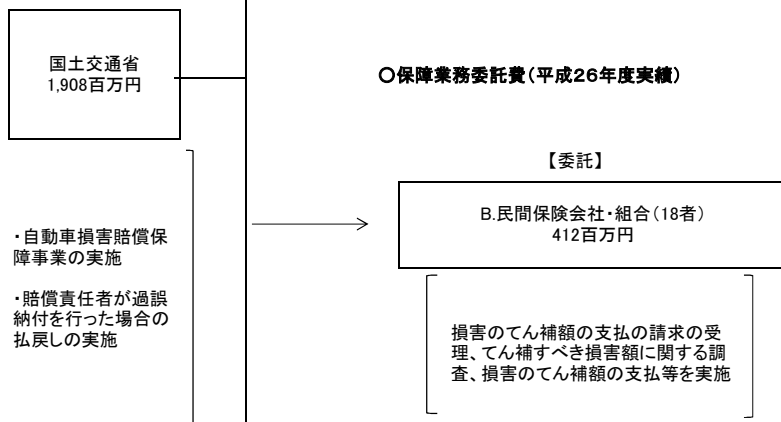 国土交通省
1,908百万円
○保障業務委託費(平成26年度実績)
【委託】
B.民間保険会社・組合(18者)
412百万円
・自動車損害賠償保
障事業の実施
・賠償責任者が過誤
納付を行った場合の
払戻しの実施
損害のてん補額の支払の請求の受
理、てん補すべき損害額に関する調
査、損害のてん補額の支払等を実施